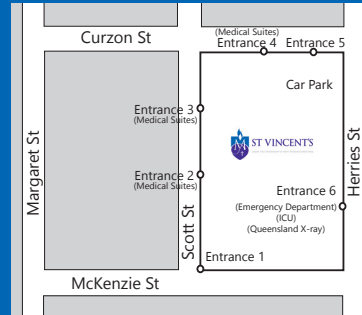 (Medical Suites)
Curzon St
Entrance 4
Entrance 5
Car Park
Entrance 3
(Medical Suites)
ST VINCENT'S
Margaret St
Herries St
Entrance 2
(Medical Suites)
Entrance 6
(Emergency Department)
(ICU)
(Queensland X-ray)
Scott St
Entrance 1
McKenzie St